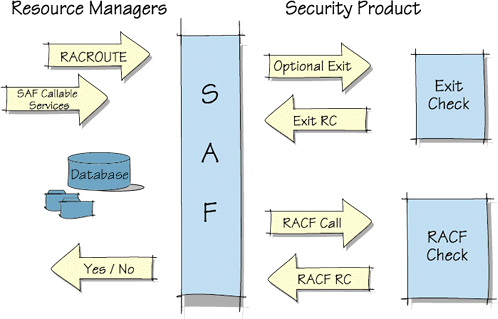 Resource Managers
Security Product
RACROUTE
SAF Callable
Services
Database
Yes / No
S
A
F
Optional Exit
Exit RC
Exit
Check
RACF Call
RACF RC
RACF
Check